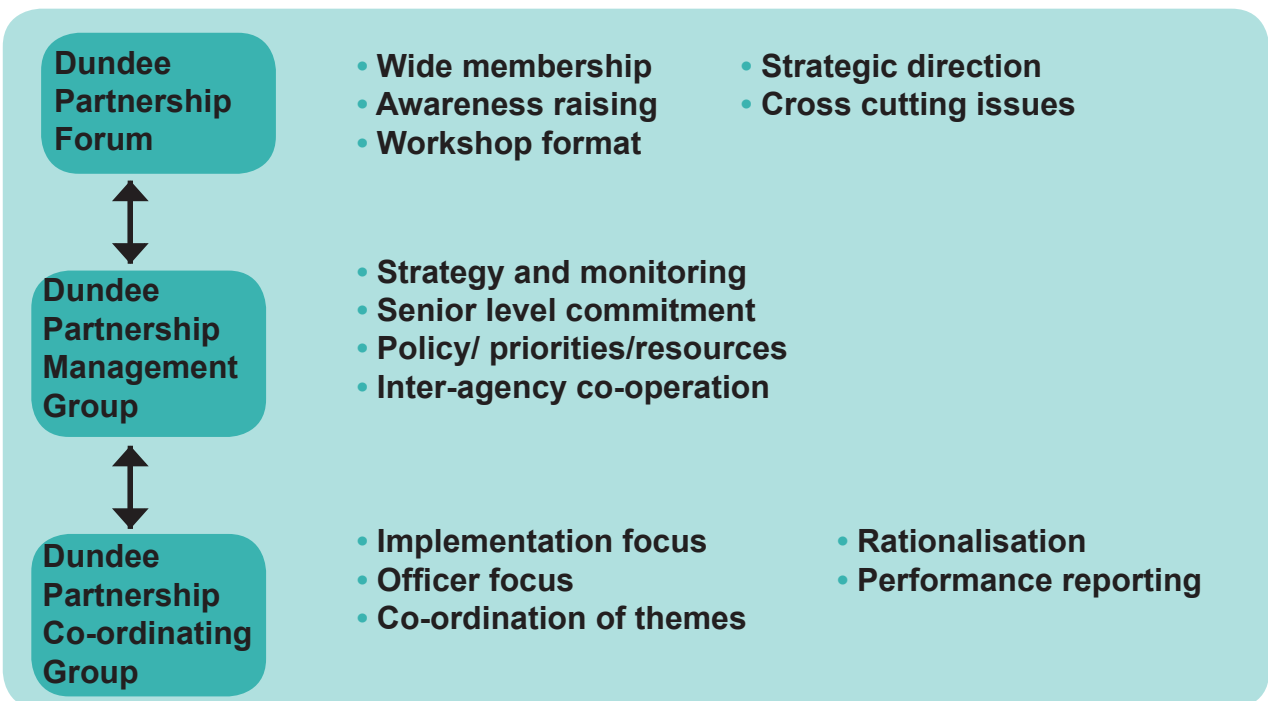 Dundee
Partnership
Forum
• Wide membership
• Awareness raising
• Workshop format
• Strategic direction
• Cross cutting issues
Dundee
Partnership
Management
Group
• Strategy and monitoring
• Senior level commitment
• Policy/ priorities/resources
• Inter-agency co-operation
Dundee
Partnership
Co-ordinating
Group
• Implementation focus
• Officer focus
• Co-ordination of themes
• Rationalisation
• Performance reporting